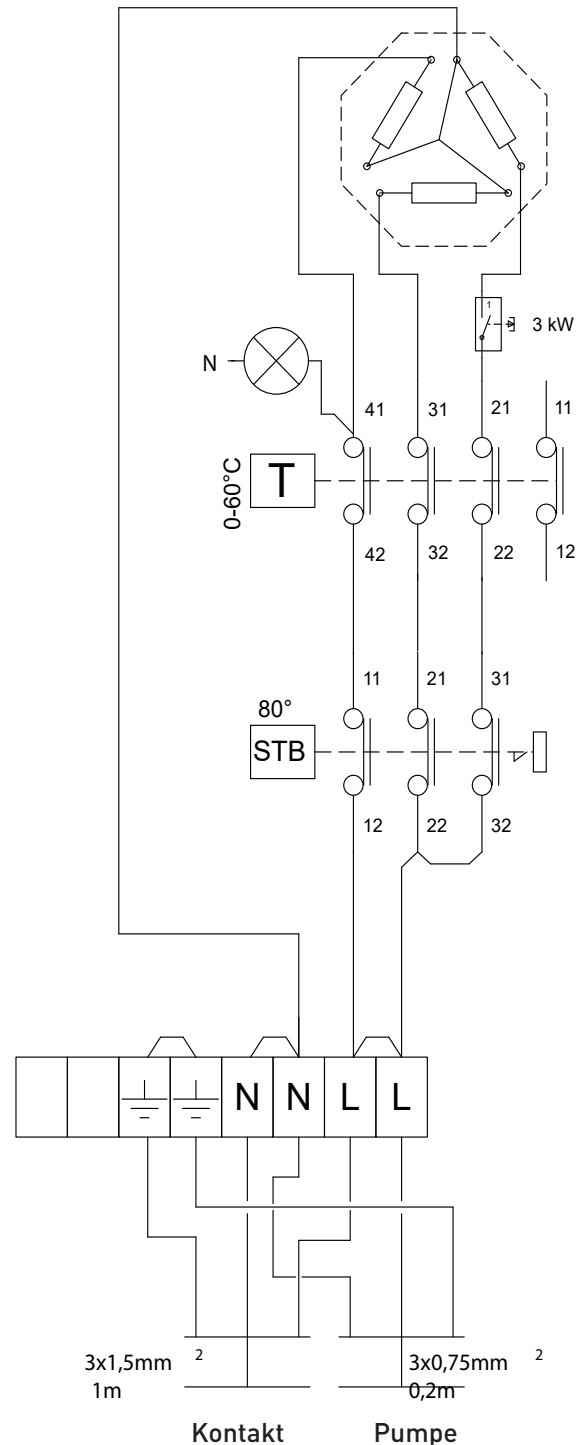 1
3 kW
N
41 31 21 11
0-60°C
T
42 32 22 12
11 21 31
80°
STB
12 22 32
N N L L
3x1,5mm 2 3x0,75mm 2
1m 0,2m
Kontakt Pumpe